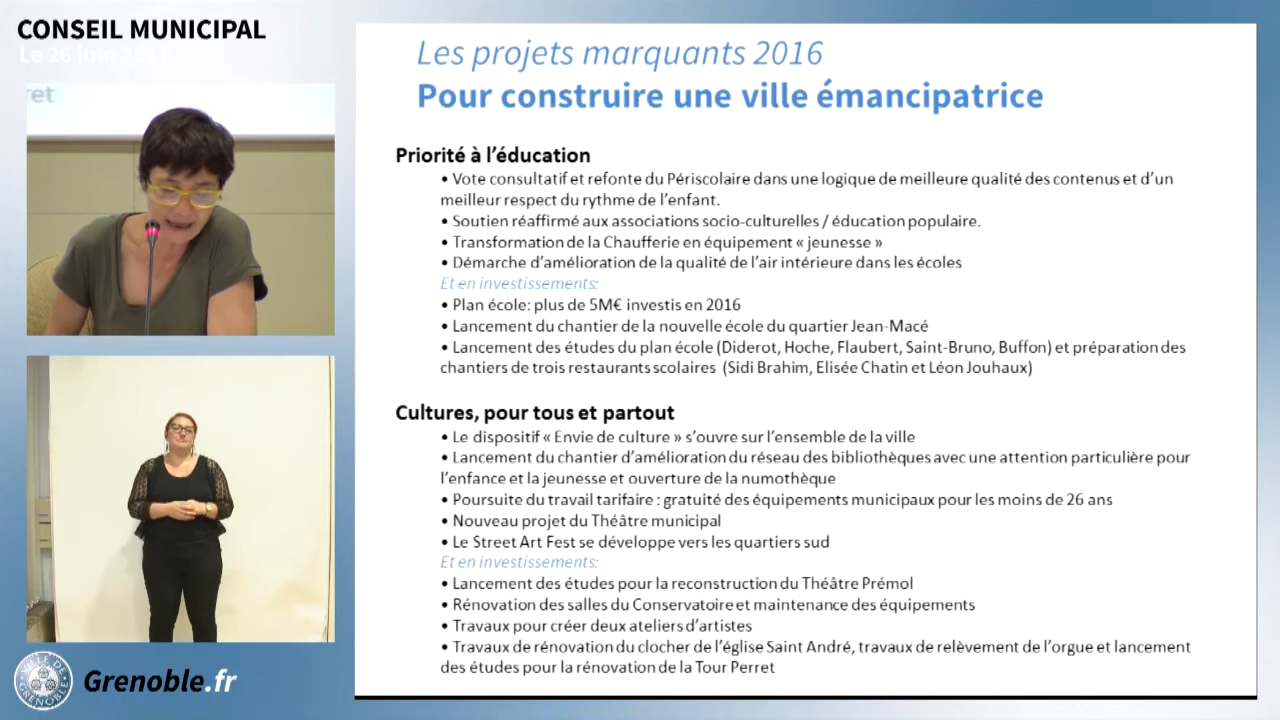 CONSEIL MUNICIPAL
Le 26 juin
ret
Les projets marquants 2016
Pour construire une ville émancipatrice
Priorité à l'éducation
• Vote consultatif et refonte du Périscolaire dans une logique de meilleure qualité des contenus et d'un
meilleur respect du rythme de l'enfant.
• Soutien réaffirmé aux associations socio-culturelles / éducation populaire.
• Transformation de la Chaufferie en équipement « jeunesse »
• Démarche d'amélioration de la qualité de l'air intérieure dans les écoles
Et en investissements:
• Plan école: plus de 5M€ investis en 2016
• Lancement du chantier de la nouvelle école du quartier Jean-Macé
• Lancement des études du plan école (Diderot, Hoche, Flaubert, Saint-Bruno, Buffon) et préparation des
chantiers de trois restaurants scolaires (Sidi Brahim, Elisée Chatin et Léon Jouhaux)
Cultures, pour tous et partout
• Le dispositif « Envie de culture » s'ouvre sur l'ensemble de la ville
• Lancement du chantier d'amélioration du réseau des bibliothèques avec une attention particulière pour
l'enfance et la jeunesse et ouverture de la numothèque
• Poursuite du travail tarifaire : gratuité des équipements municipaux pour les moins de 26 ans
• Nouveau projet du Théâtre municipal
• Le Street Art Fest se développe vers les quartiers sud
Et en investissements:
• Lancement des études pour la reconstruction du Théâtre Prémol
• Rénovation des salles du Conservatoire et maintenance des équipements
• Travaux pour créer deux ateliers d'artistes
• Travaux de rénovation du clocher de l'église Saint André, travaux de relèvement de l'orgue et lancement
des études pour la rénovation de la Tour Perret
VILLE DE
GRENOBLE
Grenoble.fr